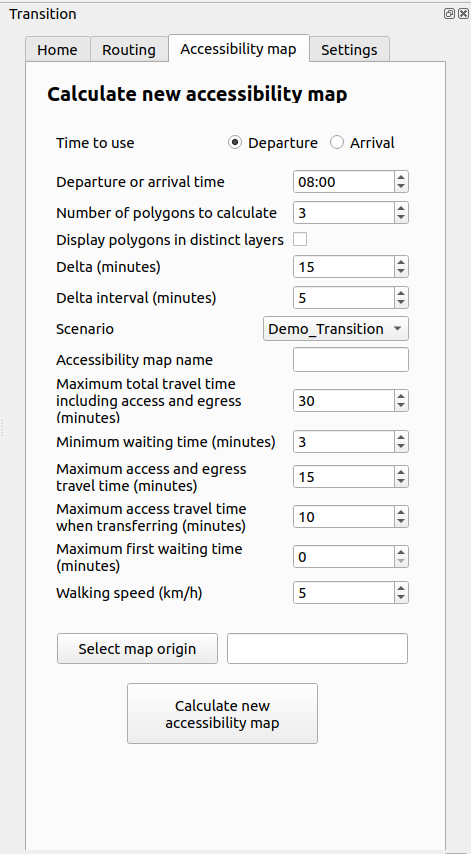 Transition
Home Routing Accessibility map Settings
Calculate new accessibility map
Time to use Departure Arrival
Departure or arrival time 08:00
Number of polygons to calculate 3
Display polygons in distinct layers
Delta (minutes) 15
Delta interval (minutes) 5
Scenario Demo_Transition
Accessibility map name
Maximum total travel time
including access and egress
(minutes)
30
Minimum waiting time (minutes) 3
Maximum access and egress
travel time (minutes)
15
Maximum access travel time
when transferring (minutes)
10
Maximum first waiting time
(minutes)
0
Walking speed (km/h) 5
Select map origin
Calculate new
accessibility map